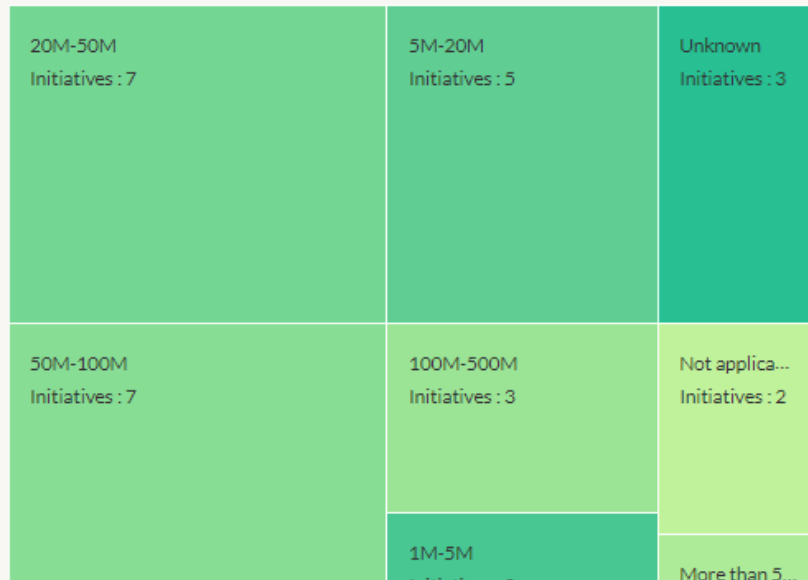 20M-50M
Initiatives : 7
5M-20M
Initiatives : 5
Unknown
Initiatives : 3
50M-100M
Initiatives : 7
100M-500M
Initiatives : 3
Not applica...
Initiatives : 2
1M-5M
More than 5...